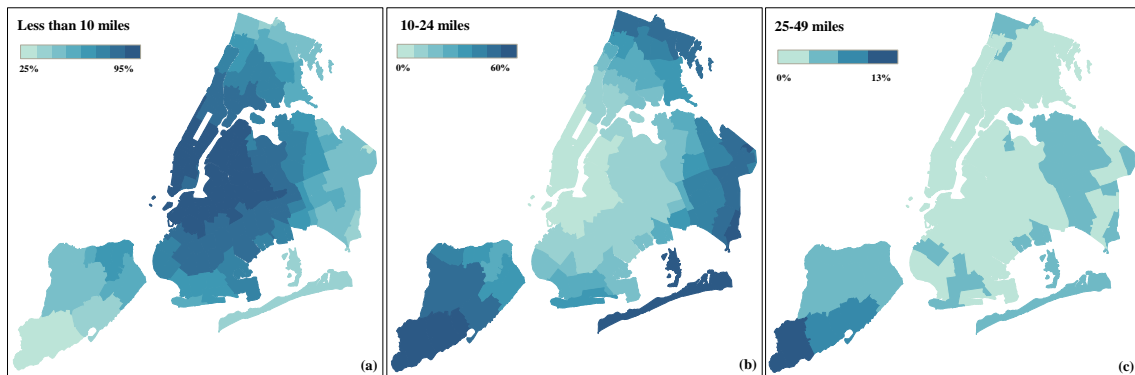 Less than 10 miles
25% 95%
(a)
10-24 miles
0% 60%
(b)
25-49 miles
0% 13%
(c)